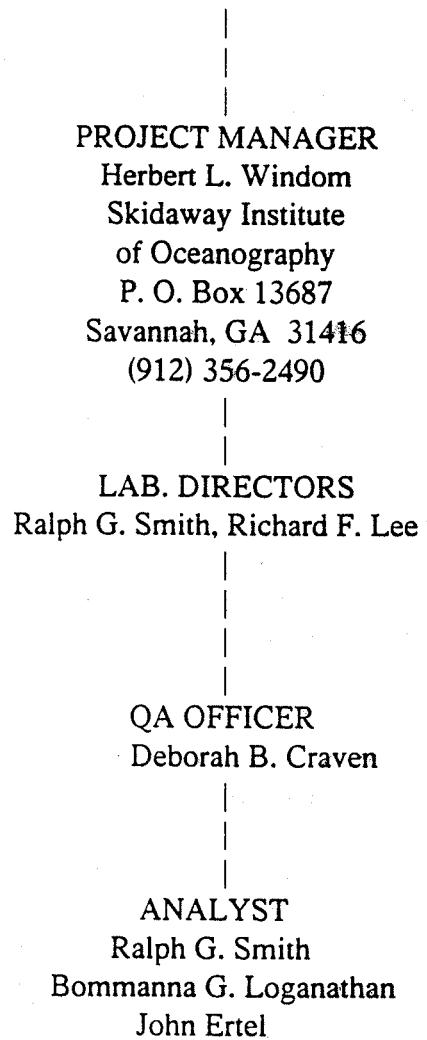 PROJECT MANAGER
Herbert L. Windom
Skidaway Institute
of Oceanography
P. O. Box 13687
Savannah, GA 31416
(912) 356-2490
LAB. DIRECTORS
Ralph G. Smith, Richard F. Lee
QA OFFICER
Deborah B. Craven
ANALYST
Ralph G. Smith
Bommanna G. Loganathan
John Ertel